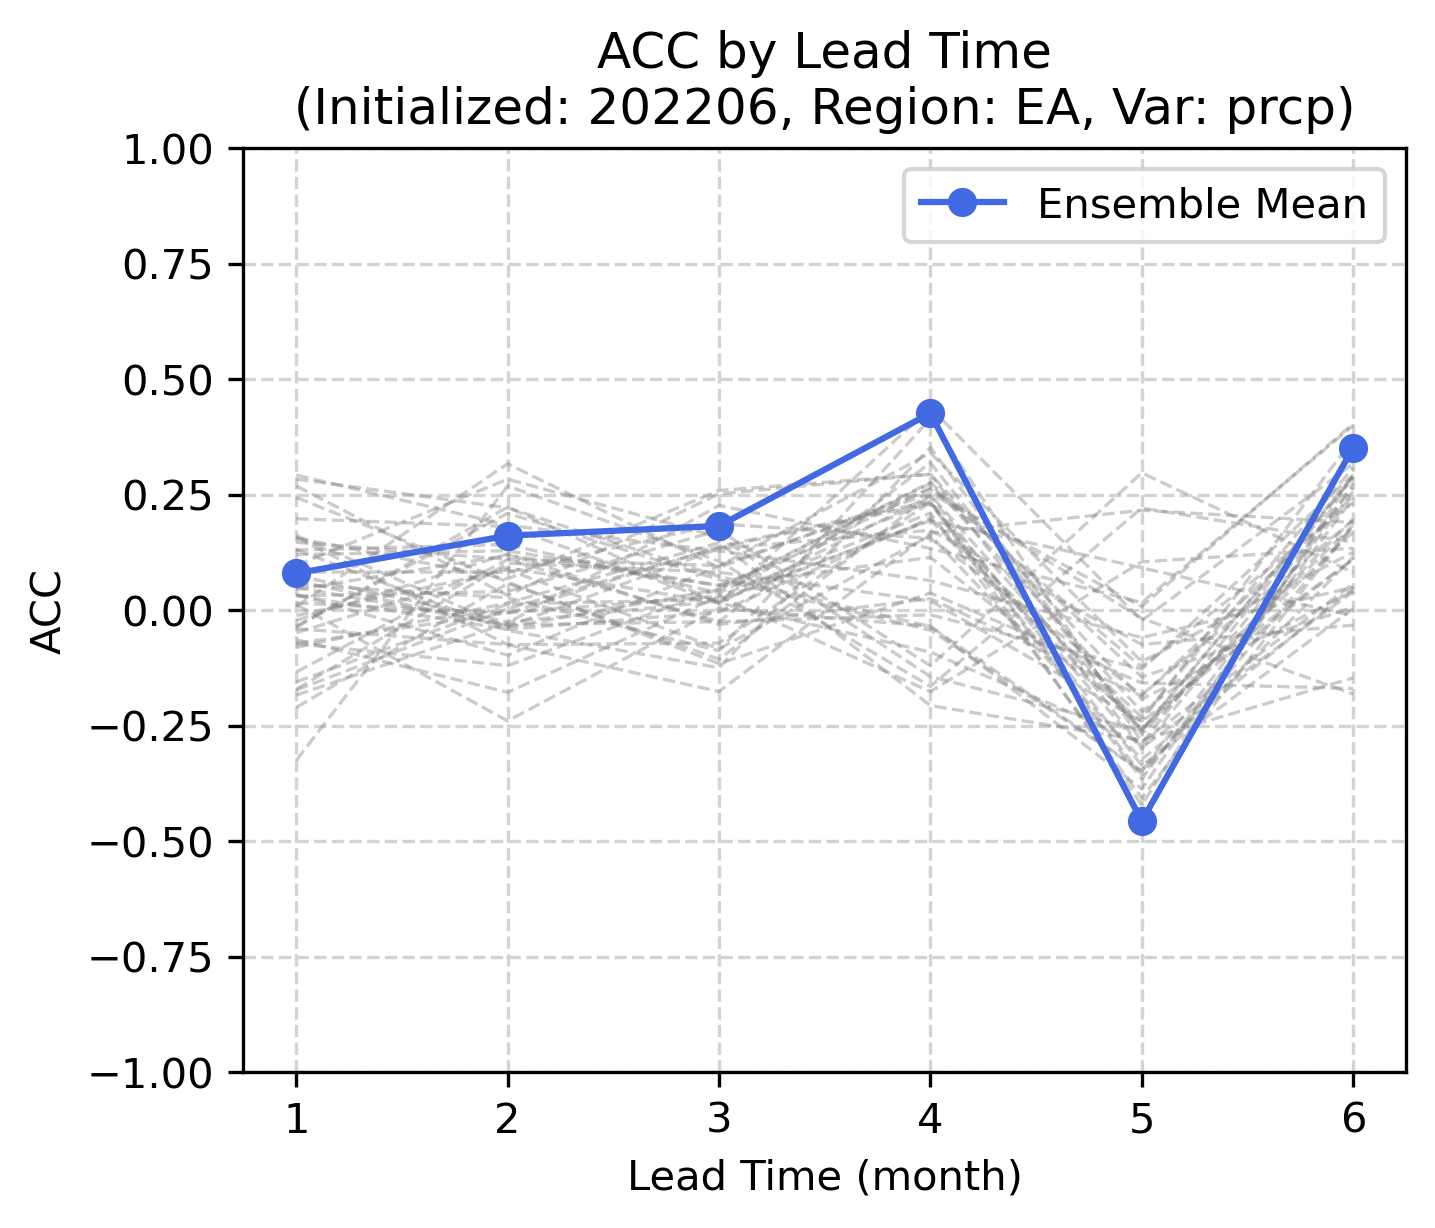 ACC by Lead Time
(Initialized: 202206, Region: EA, Var: prcp)
Ensemble Mean
1.00
0.75
0.50
0.25
0.00
−0.25
−0.50
−0.75
−1.00
ACC
1 2 3 4 5 6
Lead Time (month)